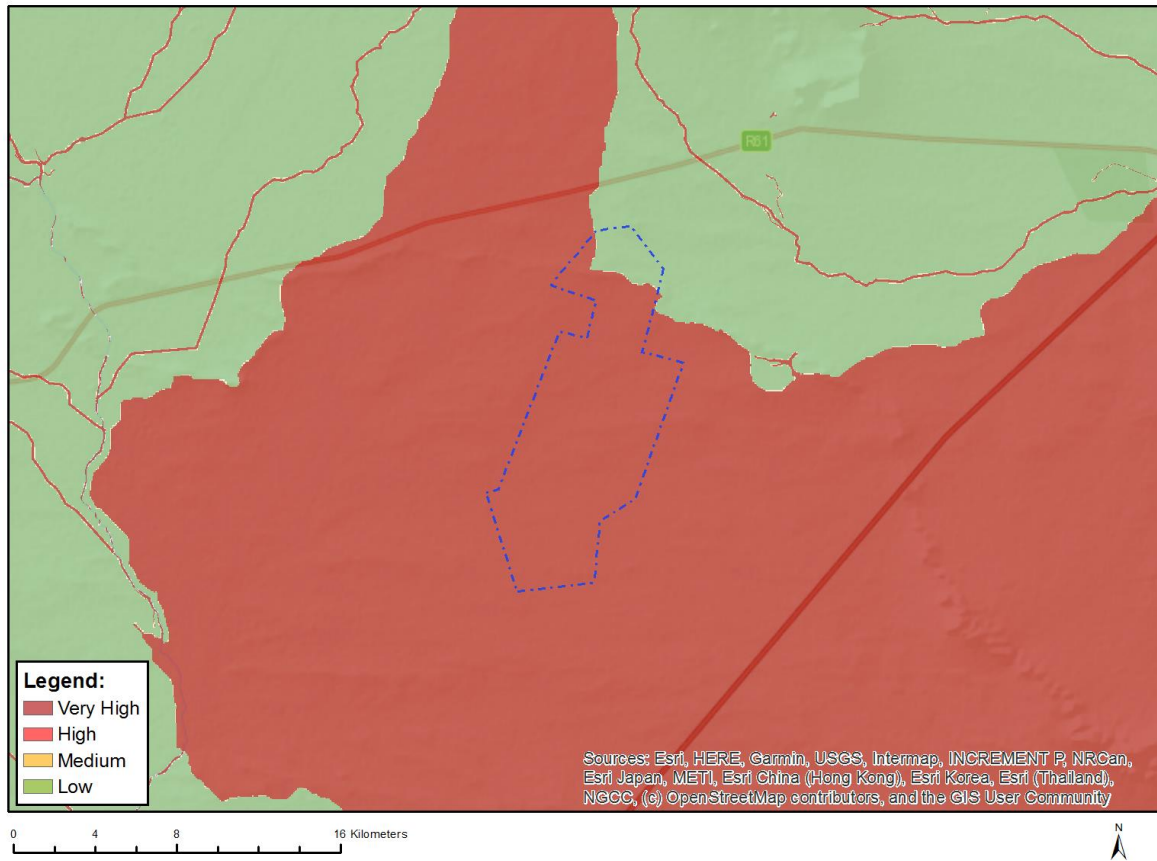 R61
Legend:
Very High
High
Medium
Low
Sources: Esri, HERE, Garmin, USGS, Intermap, INCREMENT P, NRCan,
Esri Japan, METI, Esri China (Hong Kong), Esri Korea, Esri (Thailand),
NGCC, (c) OpenStreetMap contributors, and the GIS User Community
0 4 8 16 Kilometers
N